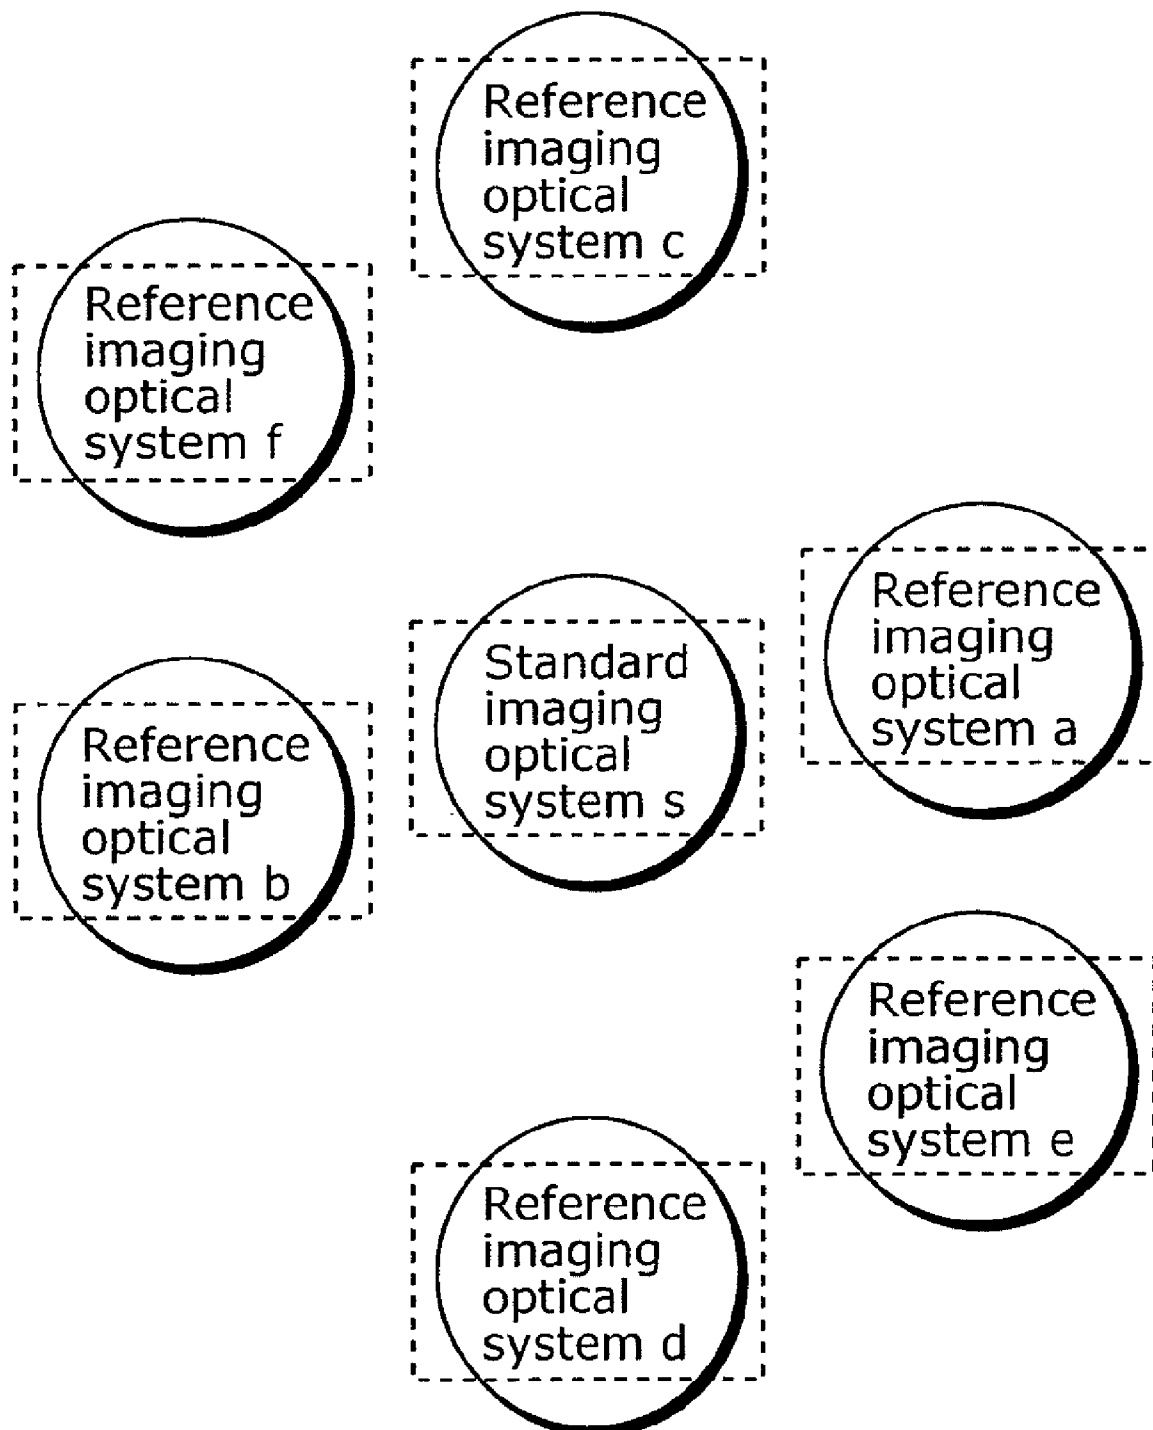 Reference
imaging
optical
system c
Reference
imaging
optical
system f
Reference
imaging
optical
system a
Standard
imaging
optical
system s
Reference
imaging
optical
system b
Reference
imaging
optical
system e
Reference
imaging
optical
system d